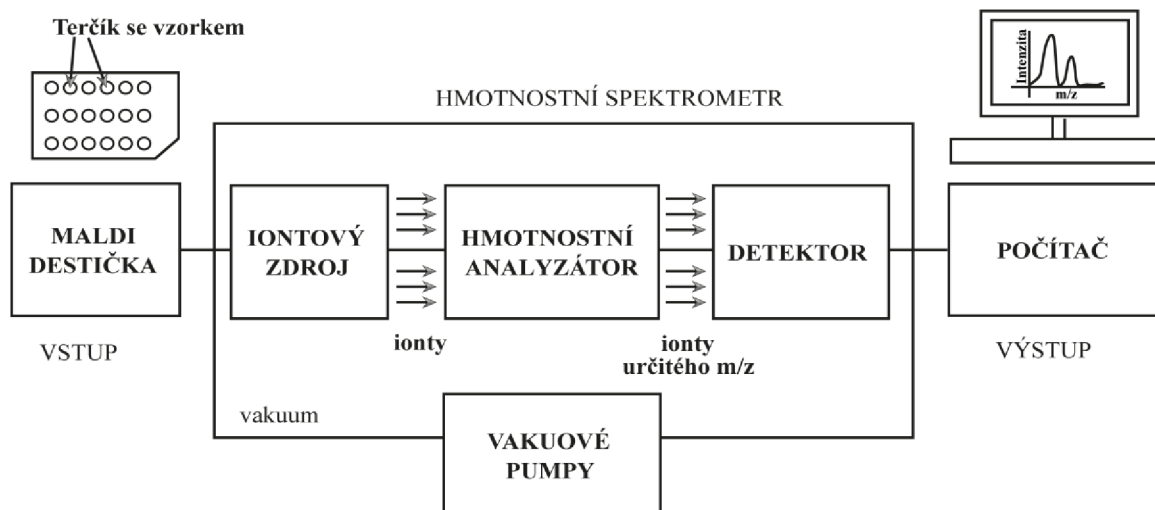 Terčík se vzorkem
Intenzita
m/z
HMOTNOSTNÍ SPEKTROMETR
MALDI
DESTIČKA
IONTOVÝ
ZDROJ
HMOTNOSTNÍ
ANALYZÁTOR
DETEKTOR
POČÍTAČ
VSTUP
ionty
ionty
určitého m/z
VÝSTUP
vakuum
VAKUOVÉ
PUMPY